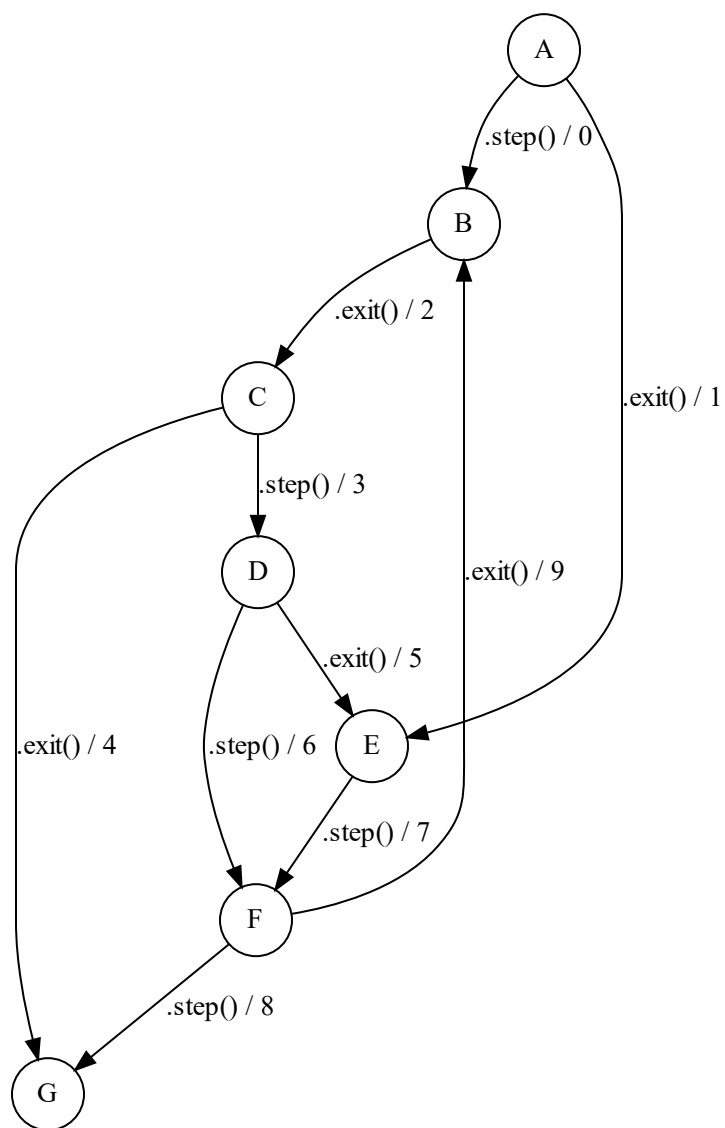 A
.step() / 0
B
.exit() / 2
C
.exit() / 1
.step() / 3
D
.exit() / 9
.exit() / 5
.exit() / 4
.step() / 6
E
.step() / 7
F
.step() / 8
G